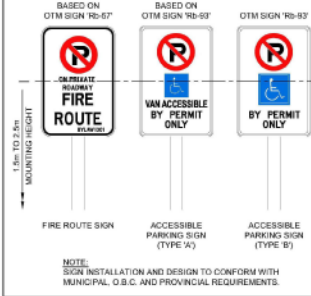 BASED ON
OTM SIGN 'Rb-67'
BASED ON
OTM SIGN 'Rb-93'
OTM SIGN 'Rb-93'
P
ON PRIVATE
ROADWAY
FIRE
ROUTE
BYLAW1001
P
VAN ACCESSIBLE
BY PERMIT
ONLY
P
BY PERMIT
ONLY
1.5m TO 2.5m
MOUNTING HEIGHT
FIRE ROUTE SIGN
ACCESSIBLE
PARKING SIGN
(TYPE 'A')
ACCESSIBLE
PARKING SIGN
(TYPE 'B')
NOTE:
SIGN INSTALLATION AND DESIGN TO CONFORM WITH
MUNICIPAL, O.B.C. AND PROVINCIAL REQUIREMENTS.